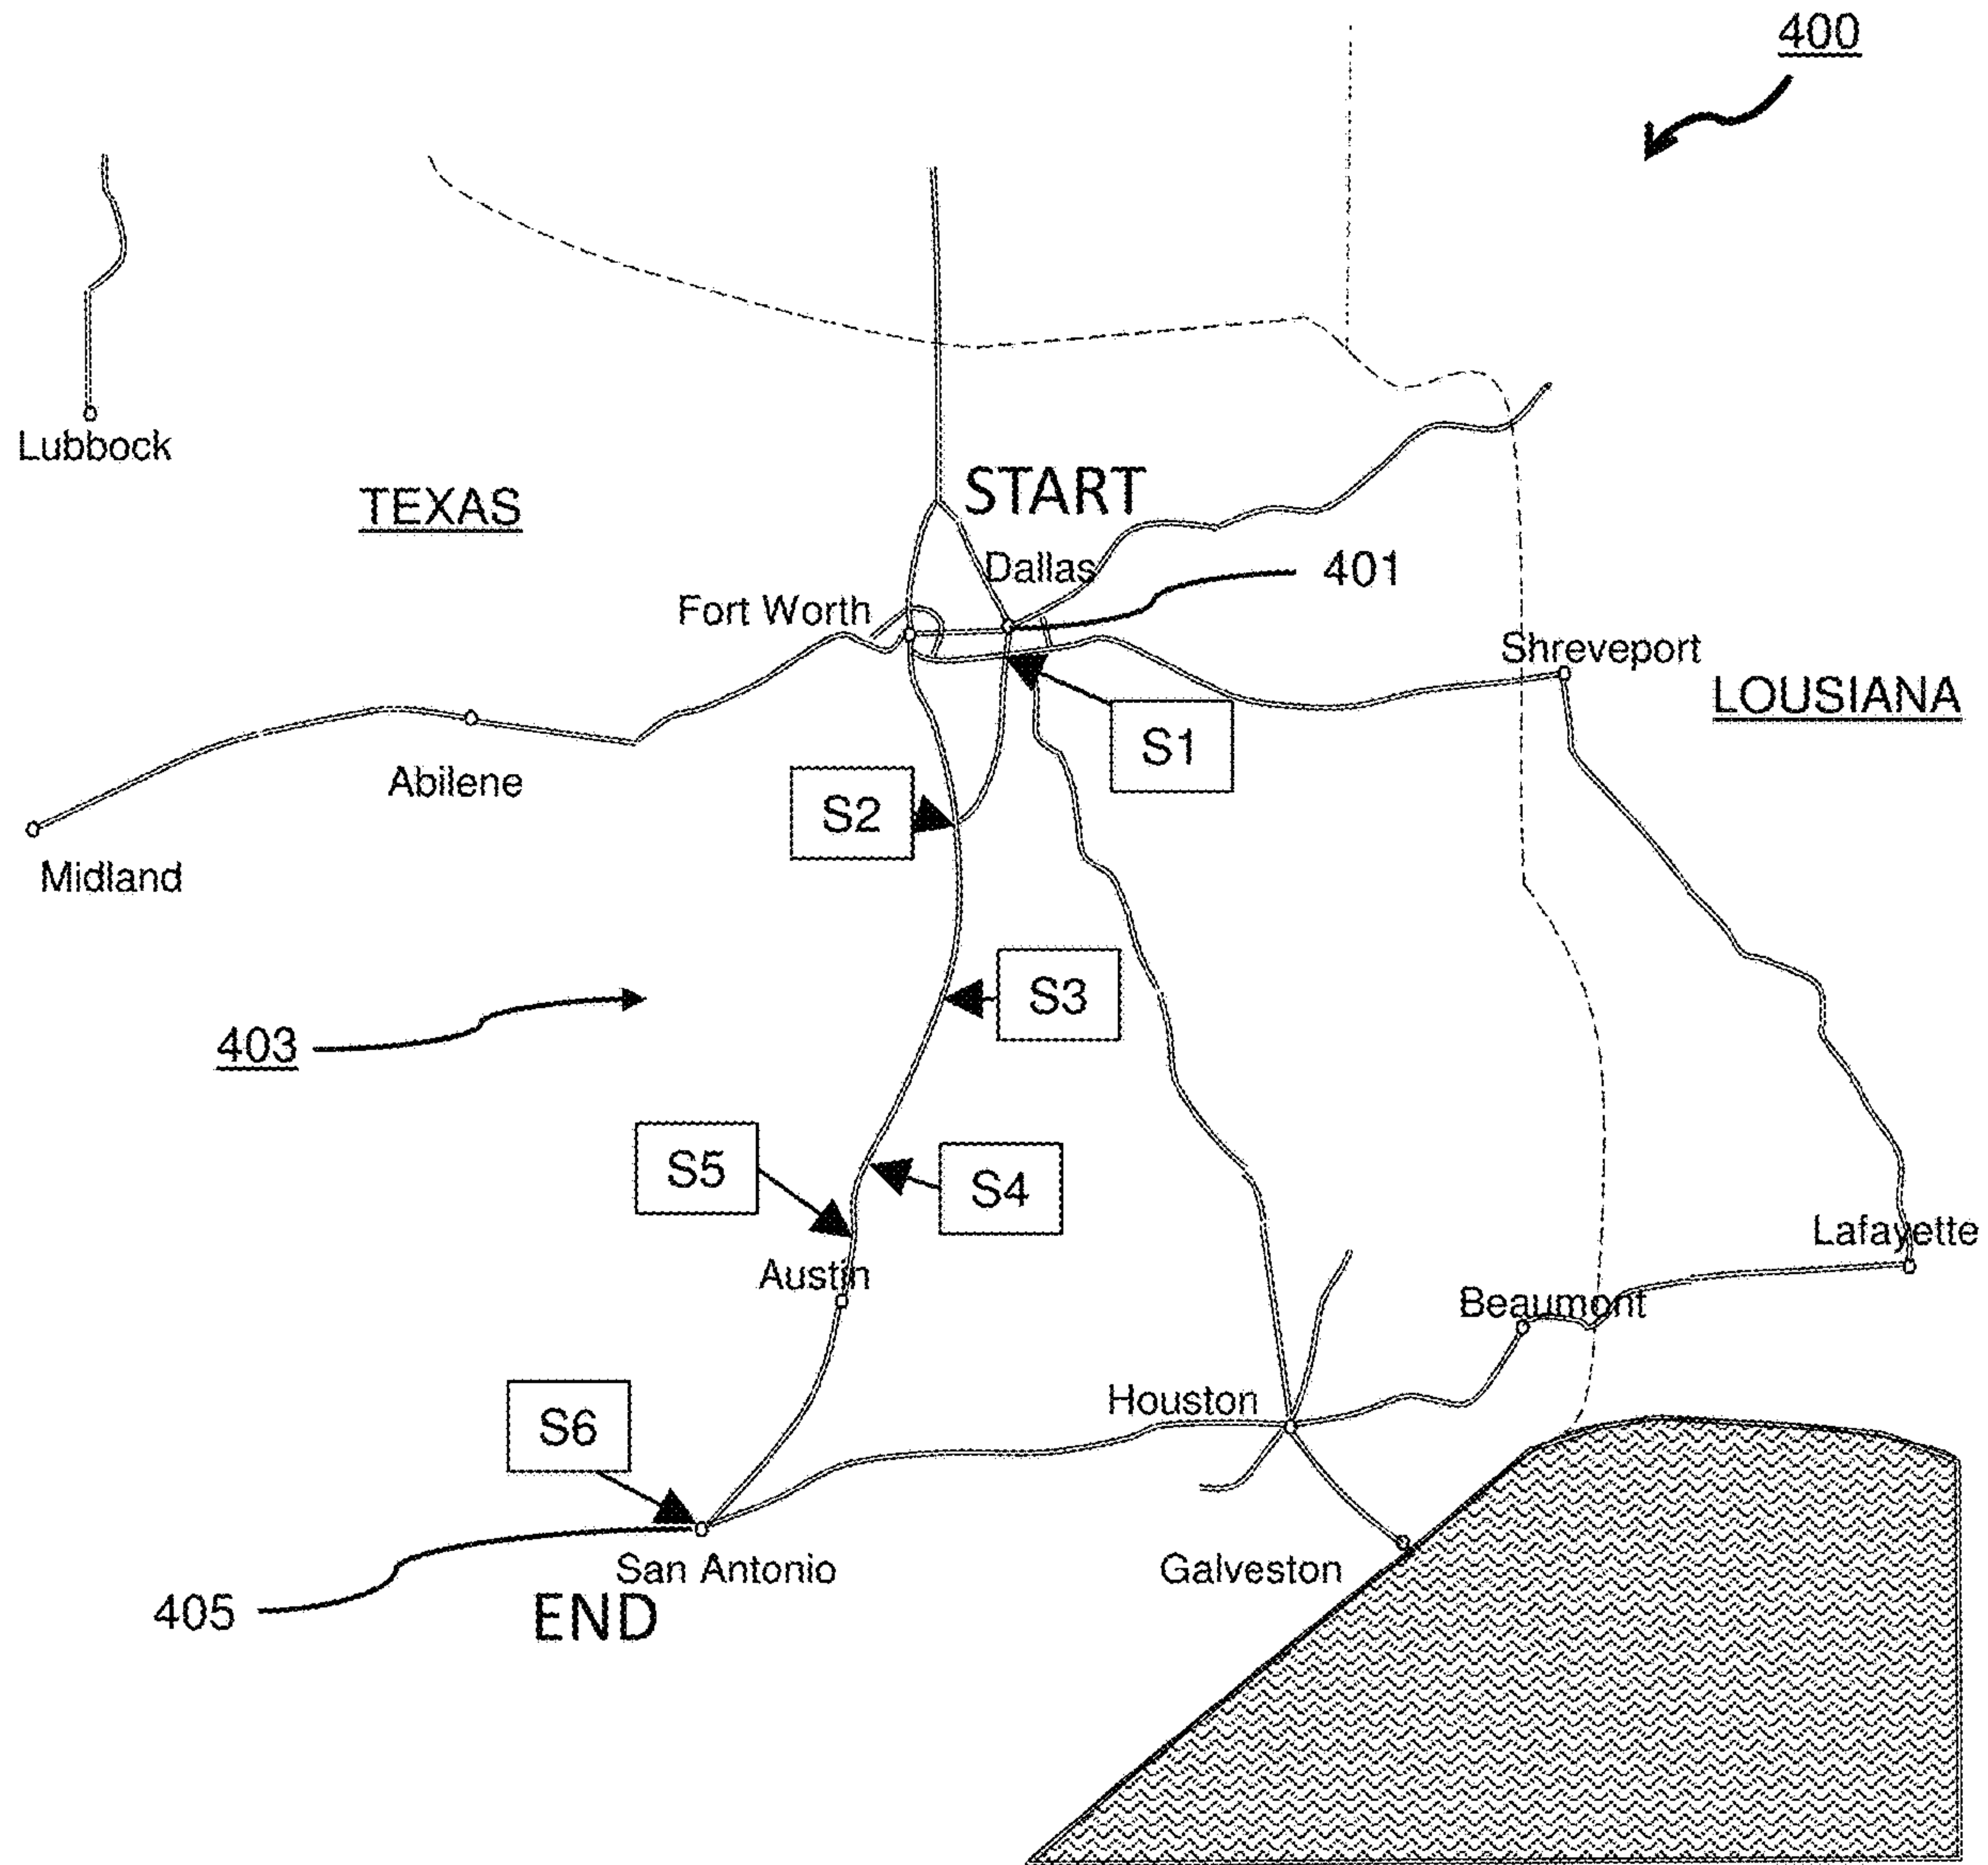 400
Lubbock
TEXAS
START
Dallas
401
Fort Worth
Shreveport
LOUSIANA
S1
Abilene
S2
Midland
S3
403
S5
S4
Lafayette
Austin
Beaumont
Houston
S6
San Antonio
Galveston
405
END